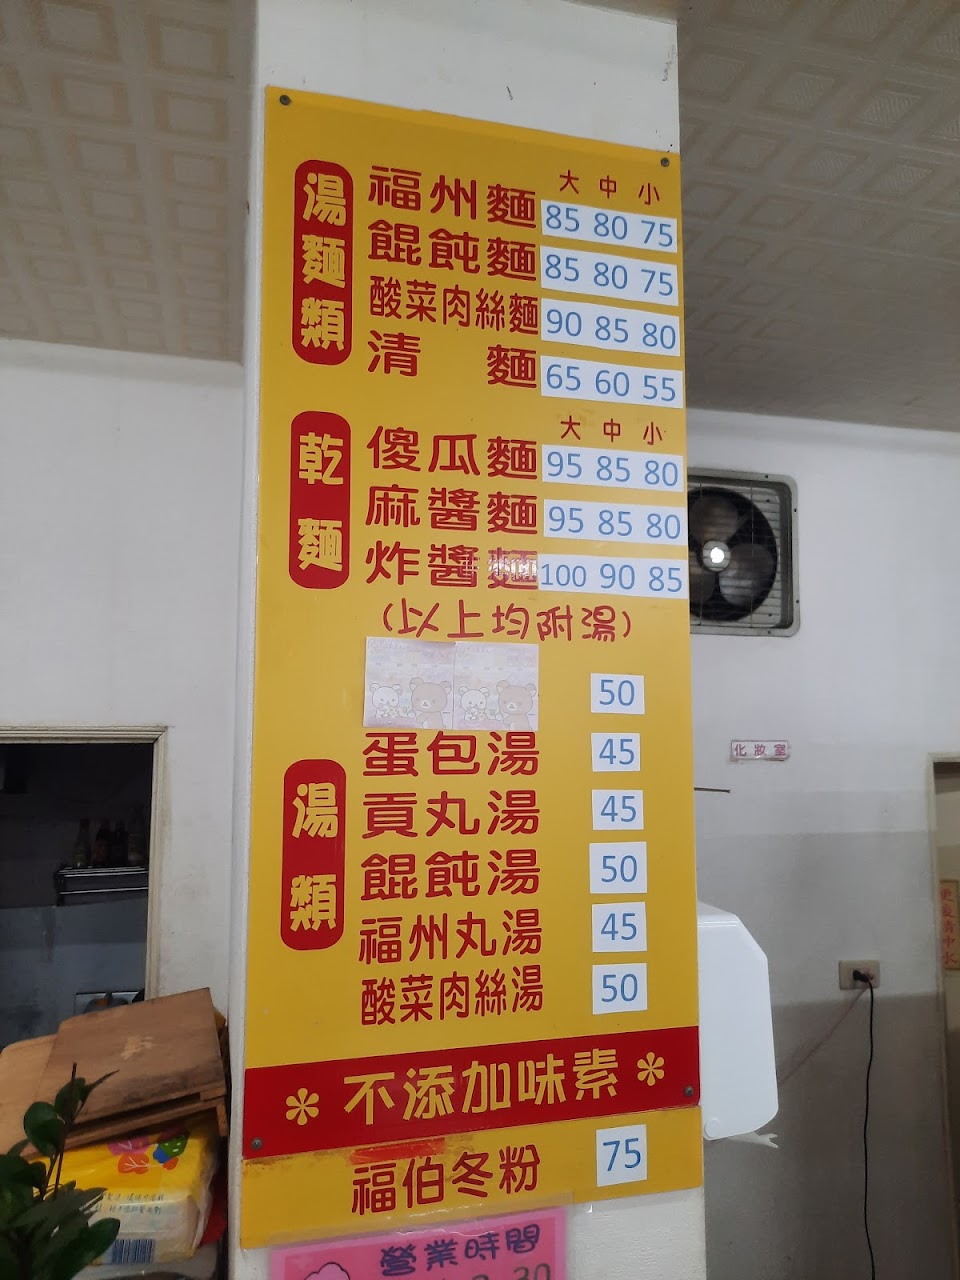 湯麵類
大 中 小
福州麵 85 80 75
餛飩麵 85 80 75
酸菜肉絲麵 90 85 80
清 麵 65 60 55
乾麵
大 中 小
傻瓜麵 95 85 80
麻醬麵 95 85 80
炸醬麵 100 90 85
(以上均附湯)
湯類
50
蛋包湯 45
貢丸湯 45
餛飩湯 50
福州丸湯 45
酸菜肉絲湯 50
* 不添加味素 *
福伯冬粉 75
營業時間
化妝室